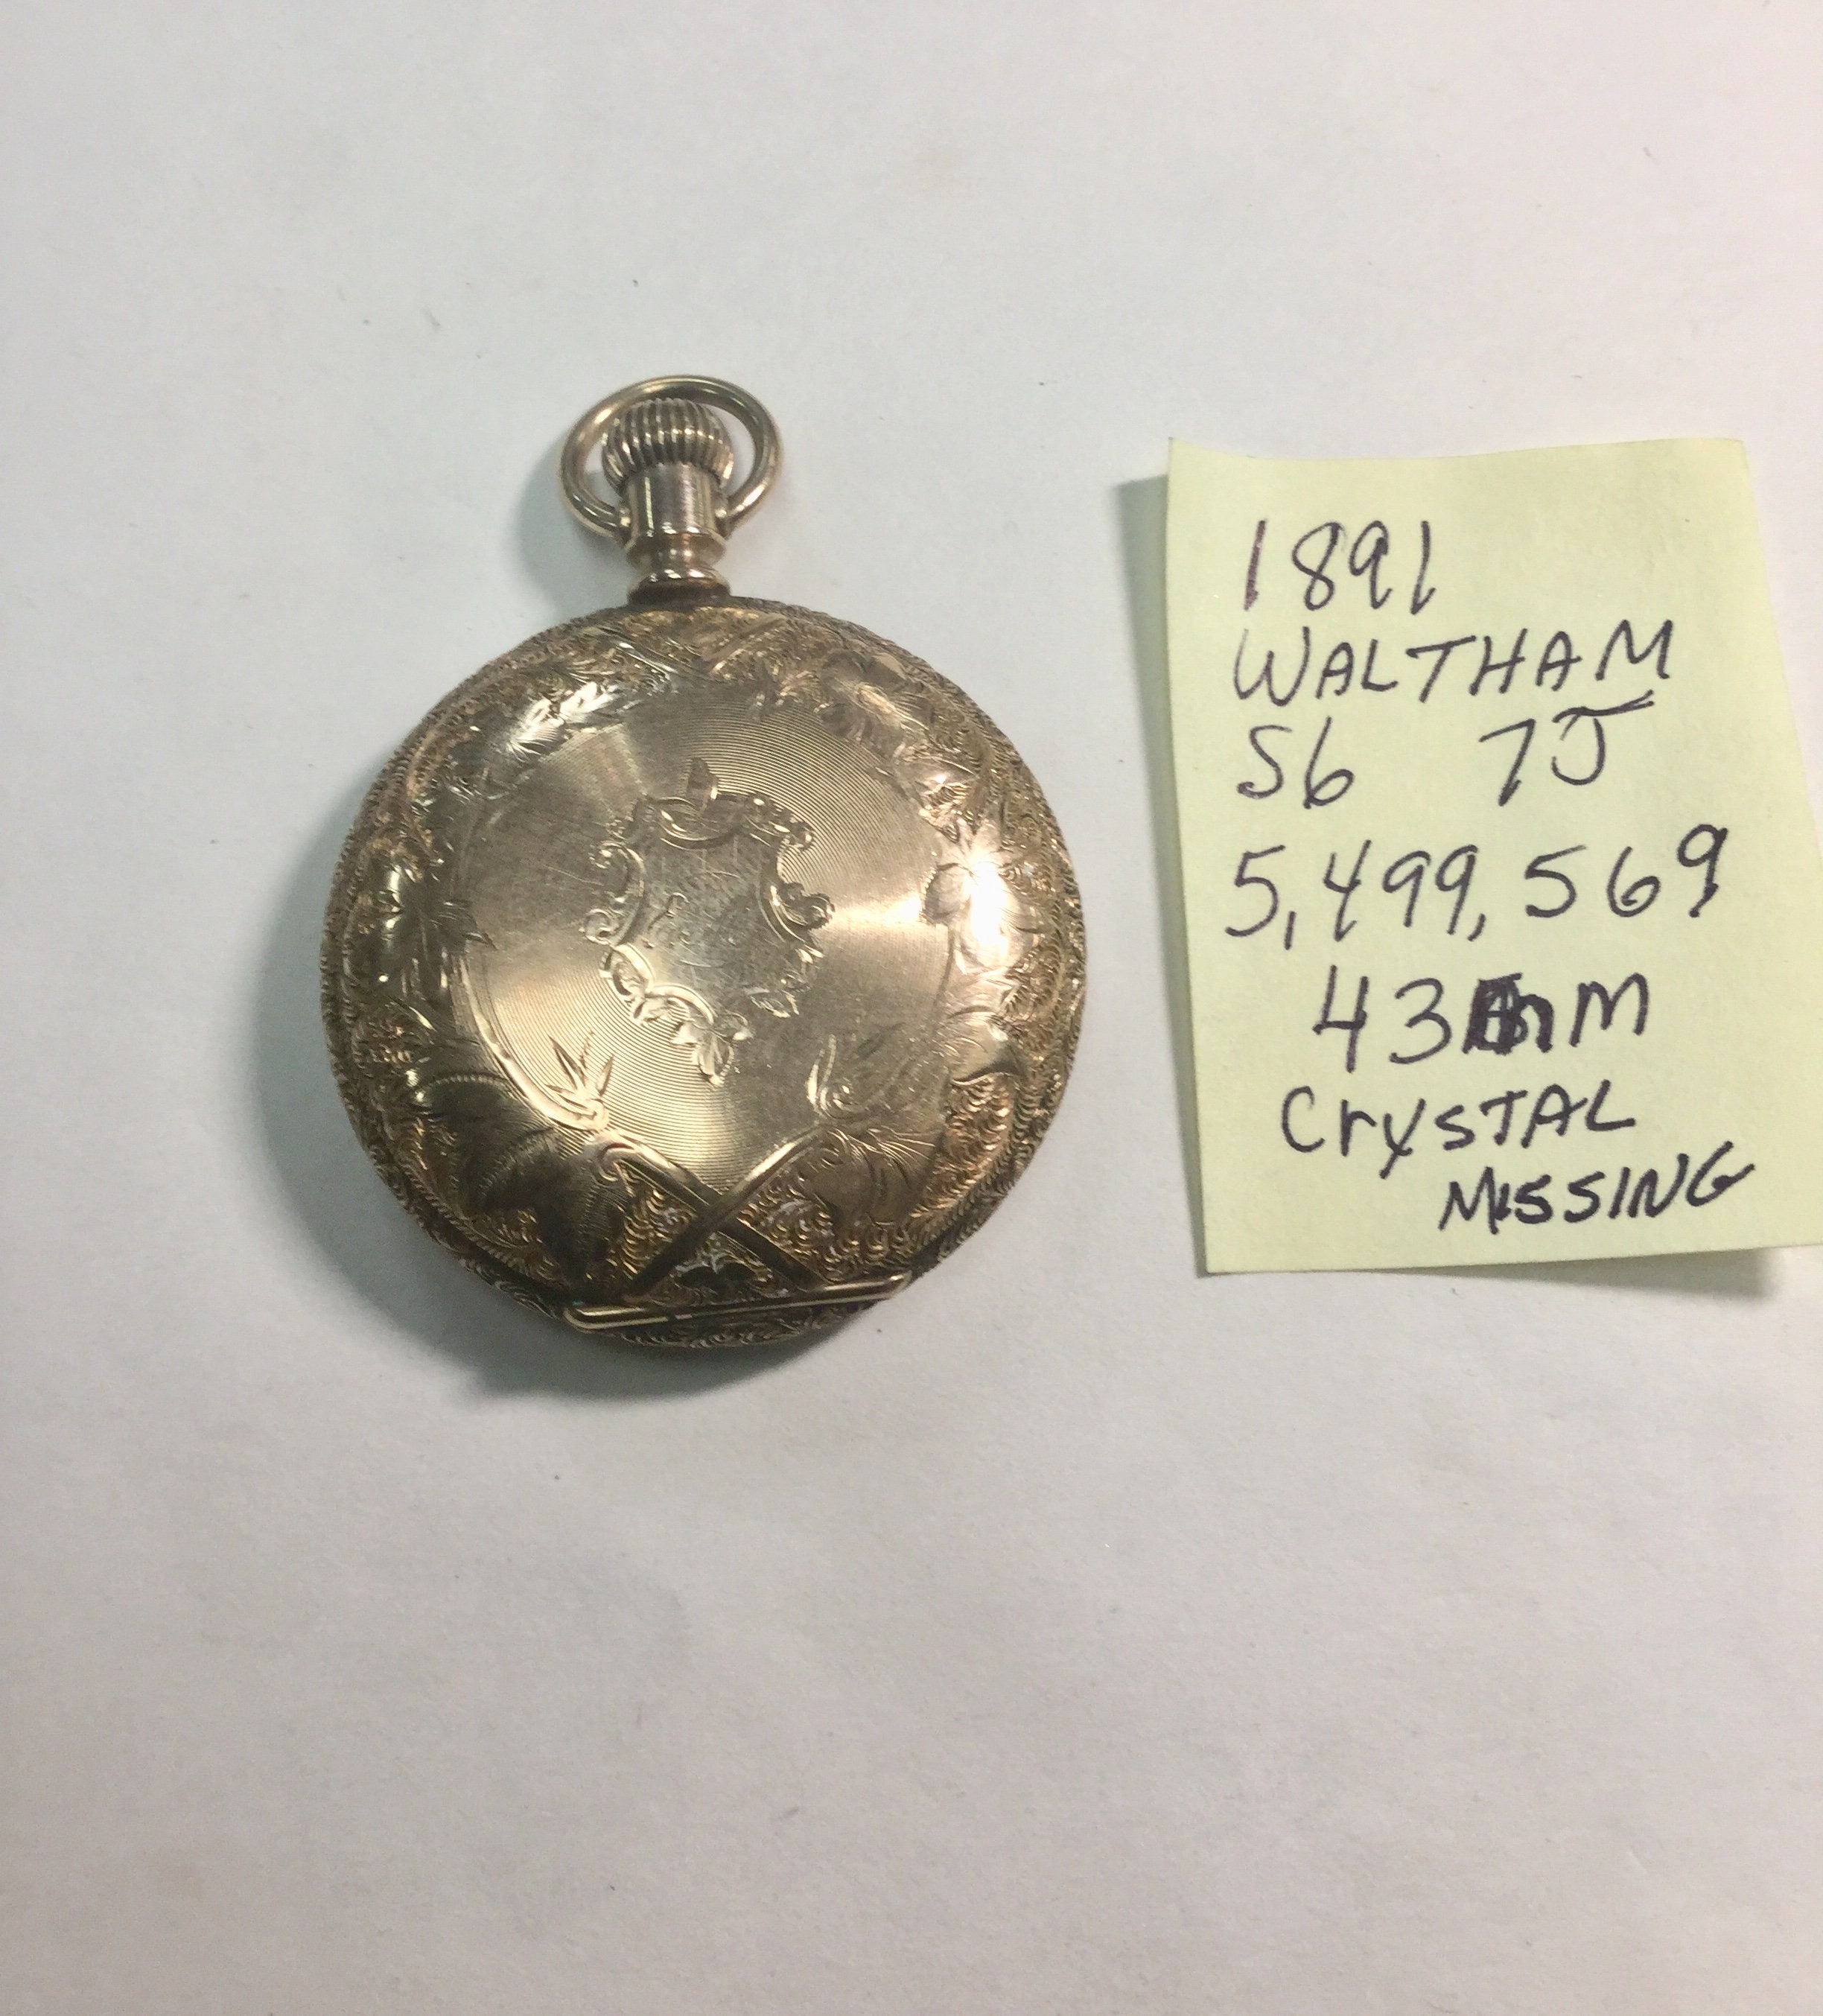 1891
WALTHAM
S6 7J
5,499,569
43mM
CrySTAL
MISSING